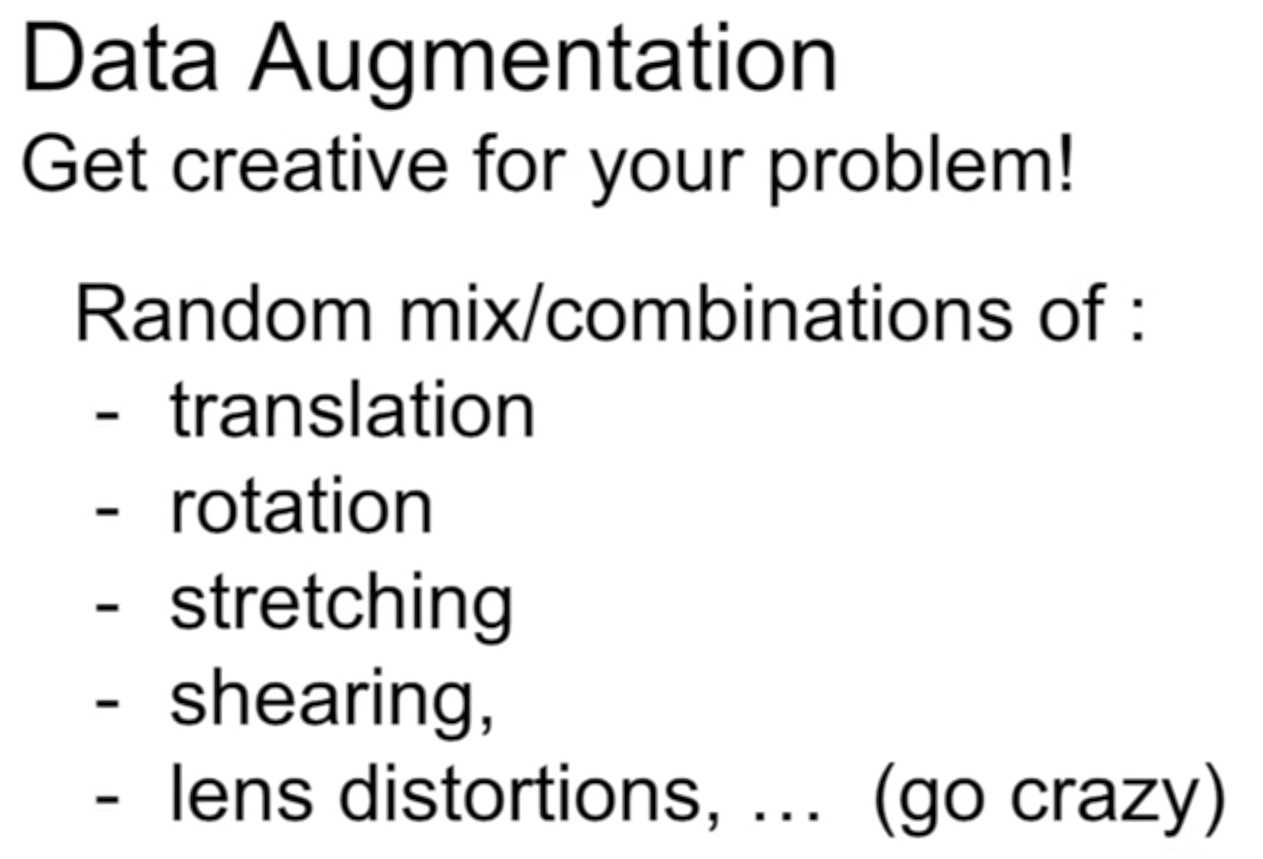 Data Augmentation
Get creative for your problem!
Random mix/combinations of :
- translation
- rotation
- stretching
- shearing,
- lens distortions, … (go crazy)